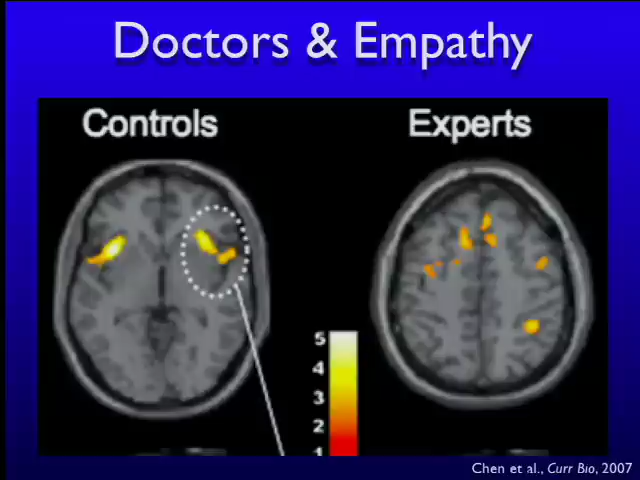 Doctors & Empathy
Controls
Experts
5
4
3
2
1
Chen et al., Curr Bio, 2007